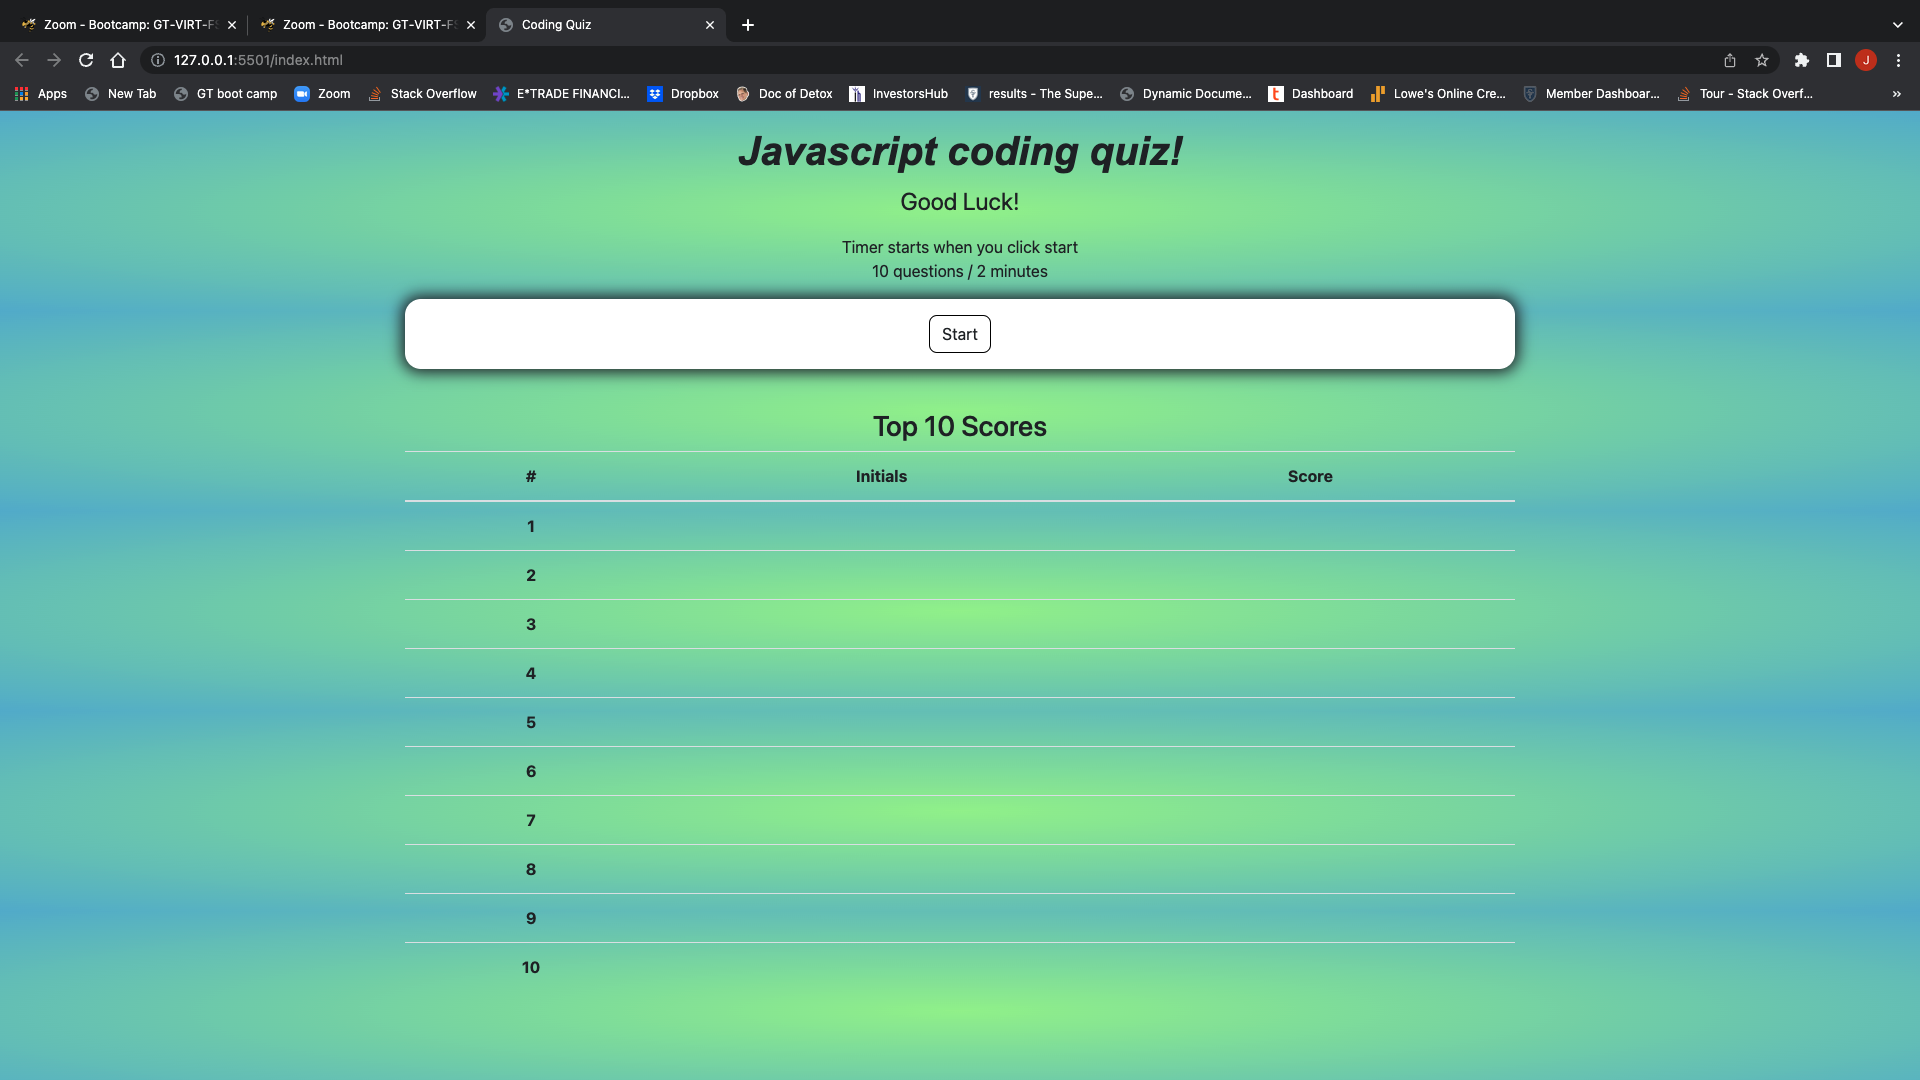 Zoom - Bootcamp: GT-VIRT-FS
Zoom - Bootcamp: GT-VIRT-FS
Coding Quiz
127.0.0.1:5501/index.html
J
Apps
New Tab
GT boot camp
Zoom
Stack Overflow
E*TRADE FINANCI...
Dropbox
Doc of Detox
InvestorsHub
results - The Supe...
Dynamic Docume...
Dashboard
Lowe's Online Cre...
Member Dashboar...
Tour - Stack Overf...
Javascript coding quiz!
Good Luck!
Timer starts when you click start
10 questions / 2 minutes
Start
Top 10 Scores
# Initials Score
1
2
3
4
5
6
7
8
9
10